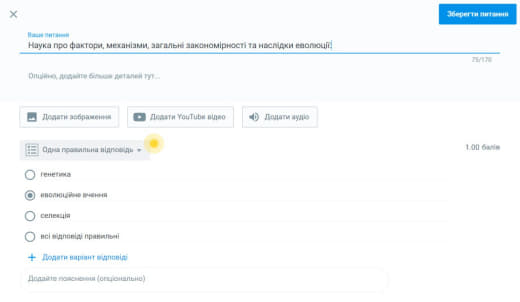 Зберегти питання
Ваше питання
Наука про фактори, механізми, загальні закономірності та наслідки еволюції:
75/170
Опційно, додайте більше деталей тут...
Додати зображення
Додати YouTube відео
Додати аудіо
Одна правильна відповідь
1.00 балів
генетика
еволюційне вчення
селекція
всі відповіді правильні
+ Додати варіант відповіді
Додайте пояснення (опціонально)